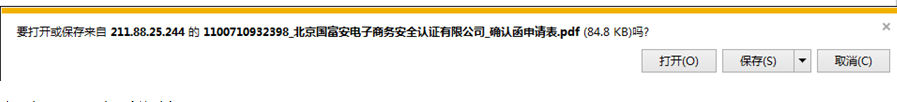 要打开或保存来自 211.88.25.244 的 1100710932398_北京国富安电子商务安全认证有限公司_确认函申请表.pdf (84.8 KB)吗?
×
打开(O) 保存(S) 取消(C)